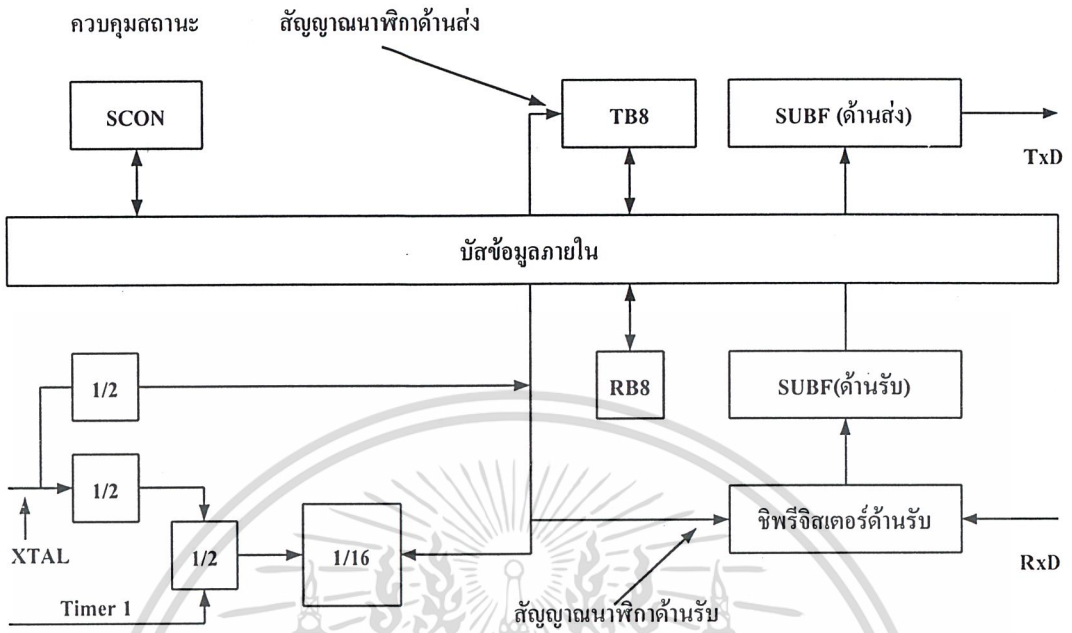 ควบคุมสถานะ
สัญญาณนาฬิกาด้านส่ง
SCON
TB8
SUBF (ด้านส่ง)
TxD
บัสข้อมูลภายใน
1/2
RB8
SUBF(ด้านรับ)
1/2
XTAL
1/2
1/16
ชิพรีจิสเตอร์ด้านรับ
RxD
Timer 1
สัญญาณนาฬิกาด้านรับ